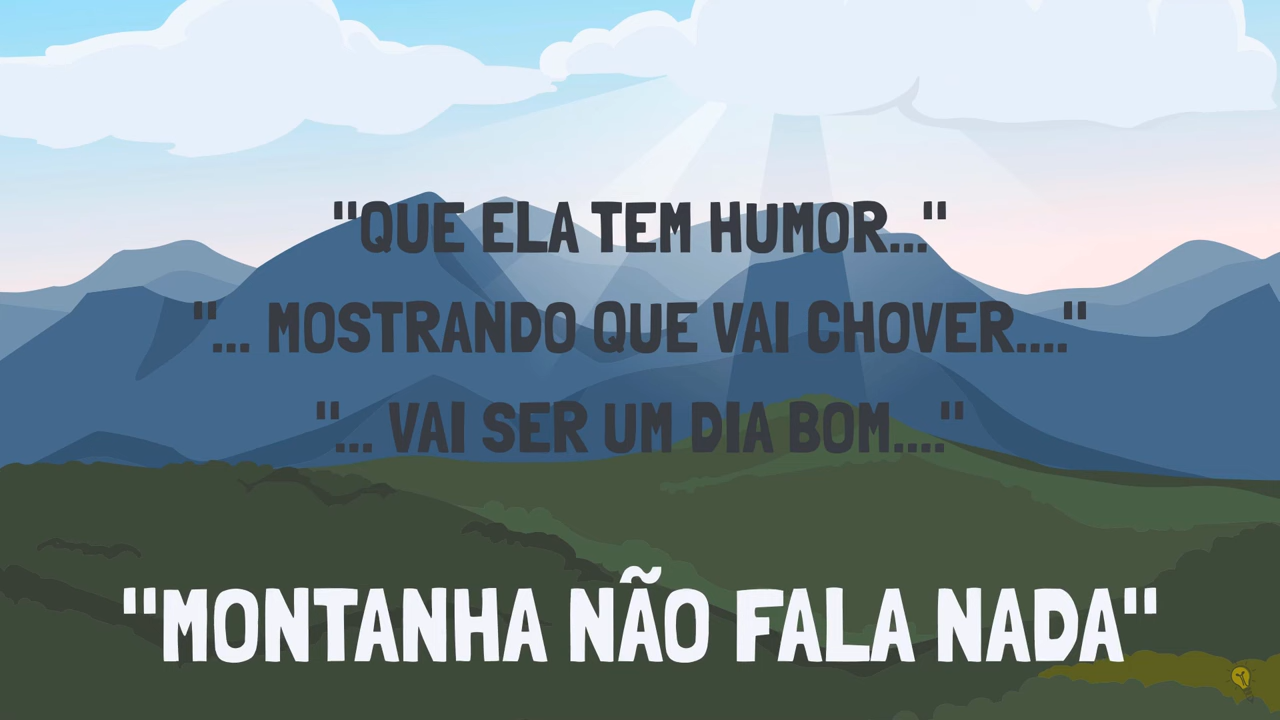 "QUE ELA TEM HUMOR..."
"... MOSTRANDO QUE VAI CHOVER...."
"... VAI SER UM DIA BOM...."
"MONTANHA NÃO FALA NADA"